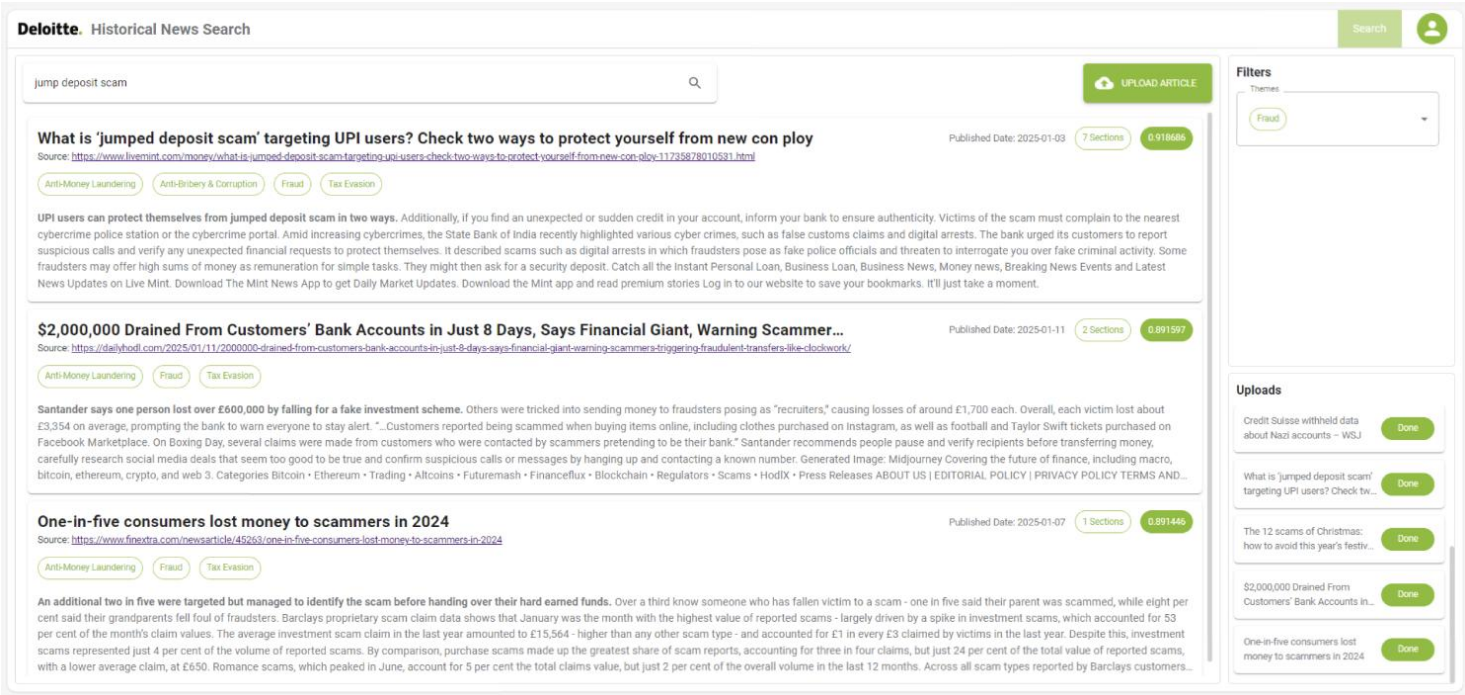 Deloitte. Historical News Search
Search
jump deposit scam
UPLOAD ARTICLE
What is ‘jumped deposit scam’ targeting UPI users? Check two ways to protect yourself from new con ploy
Published Date: 2025-01-03
7 Sections
0.918686
Source: https://www.livemint.com/money/what-is-jumped-deposit-scam-targeting-upi-users-check-two-ways-to-protect-yourself-from-new-con-ploy-11735878010531.html
Anti-Money Laundering
Anti-Bribery & Corruption
Fraud
Tax Evasion
UPI users can protect themselves from jumped deposit scam in two ways. Additionally, if you find an unexpected or sudden credit in your account, inform your bank to ensure authenticity. Victims of the scam must complain to the nearest
cybercrime police station or the cybercrime portal. Amid increasing cybercrimes, the State Bank of India recently highlighted various cyber crimes, such as false customs claims and digital arrests. The bank urged its customers to report
suspicious calls and verify any unexpected financial requests to protect themselves. It described scams such as digital arrests in which fraudsters pose as fake police officials and threaten to interrogate you over fake criminal activity. Some
fraudsters may offer high sums of money as remuneration for simple tasks. They might then ask for a security deposit. Catch all the Instant Personal Loan, Business Loan, Business News, Money news, Breaking News Events and Latest
News Updates on Live Mint. Download The Mint News App to get Daily Market Updates. Download the Mint app and read premium stories Log in to our website to save your bookmarks. It'll just take a moment.
$2,000,000 Drained From Customers’ Bank Accounts in Just 8 Days, Says Financial Giant, Warning Scammer...
Published Date: 2025-01-11
2 Sections
0.891597
Source: https://dailyhodl.com/2025/01/11/2000000-drained-from-customers-bank-accounts-in-just-8-days-says-financial-giant-warning-scammers-triggering-fraudulent-transfers-like-clockwork/
Anti-Money Laundering
Fraud
Tax Evasion
Santander says one person lost over £600,000 by falling for a fake investment scheme. Others were tricked into sending money to fraudsters posing as “recruiters,” causing losses of around £1,700 each. Overall, each victim lost about
£3,354 on average, prompting the bank to warn everyone to stay alert. “...Customers reported being scammed when buying items online, including clothes purchased on Instagram, as well as football and Taylor Swift tickets purchased on
Facebook Marketplace. On Boxing Day, several claims were made from customers who were contacted by scammers pretending to be their bank.” Santander recommends people pause and verify recipients before transferring money,
carefully research social media deals that seem too good to be true and confirm suspicious calls or messages by hanging up and contacting a known number. Generated Image: Midjourney Covering the future of finance, including macro,
bitcoin, ethereum, crypto, and web 3. Categories Bitcoin • Ethereum • Trading • Altcoins • Futuremash • Financeflux • Blockchain • Regulators • Scams • HodlX • Press Releases ABOUT US | EDITORIAL POLICY | PRIVACY POLICY TERMS AND...
One-in-five consumers lost money to scammers in 2024
Published Date: 2025-01-07
1 Sections
0.891446
Source: https://www.finextra.com/newsarticle/45263/one-in-five-consumers-lost-money-to-scammers-in-2024
Anti-Money Laundering
Fraud
Tax Evasion
An additional two in five were targeted but managed to identify the scam before handing over their hard earned funds. Over a third know someone who has fallen victim to a scam - one in five said their parent was scammed, while eight per
cent said their grandparents fell foul of fraudsters. Barclays proprietary scam claim data shows that January was the month with the highest value of reported scams - largely driven by a spike in investment scams, which accounted for 53
per cent of the month's claim values. The average investment scam claim in the last year amounted to £15,564 - higher than any other scam type - and accounted for £1 in every £3 claimed by victims in the last year. Despite this, investment
scams represented just 4 per cent of the volume of reported scams. By comparison, purchase scams made up the greatest share of scam reports, accounting for three in four claims, but just 24 per cent of the total value of reported scams,
with a lower average claim, at £650. Romance scams, which peaked in June, account for 5 per cent the total claims value, but just 2 per cent of the overall volume in the last 12 months. Across all scam types reported by Barclays customers...
Filters
Themes
Fraud
Uploads
Credit Suisse withheld data
about Nazi accounts – WSJ
Done
What is 'jumped deposit scam'
targeting UPI users? Check tw...
Done
The 12 scams of Christmas:
how to avoid this year's festiv...
Done
$2,000,000 Drained From
Customers' Bank Accounts in...
Done
One-in-five consumers lost
money to scammers in 2024
Done